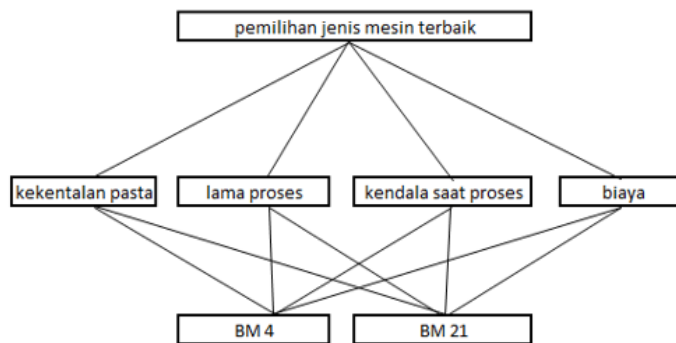 pemilihan jenis mesin terbaik
kekentalan pasta
lama proses
kendala saat proses
biaya
BM 4
BM 21